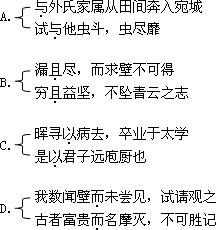 A. 与外氏家属从田间奔入宛城
试与他虫斗，虫尽靡
B. 漏且尽，而求壁不可得
穷且益坚，不坠青云之志
C. 晖寻以病去，卒业于太学
是以君子远庖厨也
D. 我数闻壁而未尝见，试请观之
古者富贵而名摩灭，不可胜记